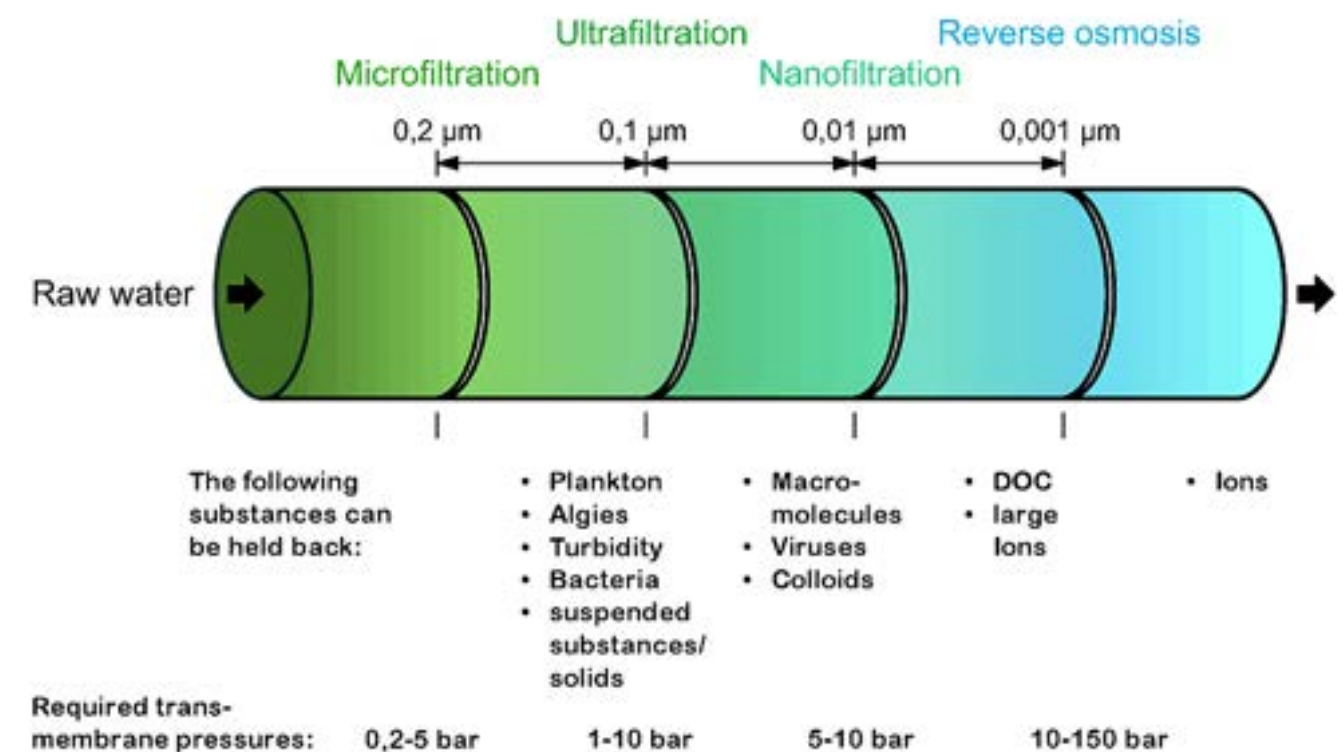 Ultrafiltration
Reverse osmosis
Microfiltration
Nanofiltration
0,2 µm
0,1 µm
0,01 µm
0,001 µm
Raw water
The following
substances can
be held back:
• Plankton
• Algies
• Turbidity
• Bacteria
• suspended
substances/
solids
• Macro-
molecules
• Viruses
• Colloids
• DOC
• large
Ions
• Ions
Required trans-
membrane pressures:
0,2-5 bar
1-10 bar
5-10 bar
10-150 bar